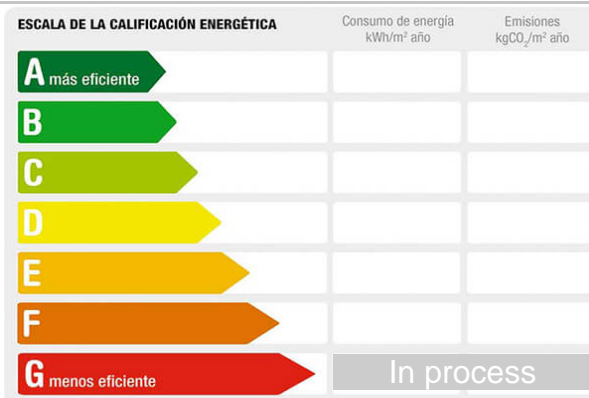 ESCALA DE LA CALIFICACIÓN ENERGÉTICA
Consumo de energía
kWh/m² año
Emisiones
kgCO₂/m² año
A más eficiente
B
C
D
E
F
G menos eficiente
In process